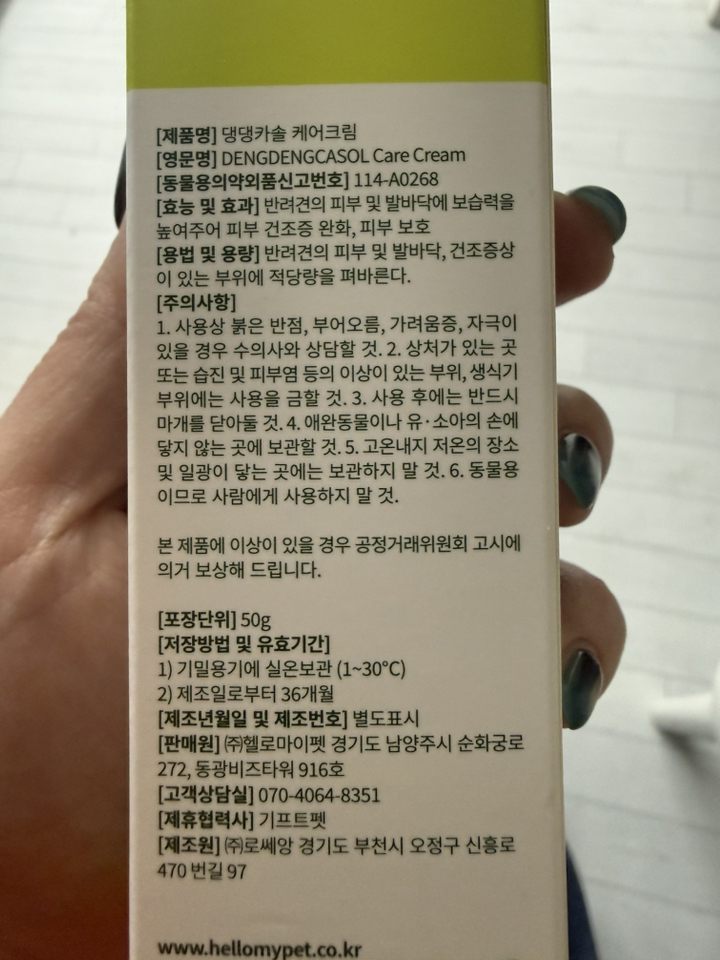 [제품명] 댕댕카솔 케어크림
[영문명] DENGDENGCASOL Care Cream
[동물용의약외품신고번호] 114-A0268
[효능 및 효과] 반려견의 피부 및 발바닥에 보습력을
높여주어 피부 건조증 완화, 피부 보호
[용법 및 용량] 반려견의 피부 및 발바닥, 건조증상
이 있는 부위에 적당량을 펴바른다.
[주의사항]
1. 사용상 붉은 반점, 부어오름, 가려움증, 자극이
있을 경우 수의사와 상담할 것. 2. 상처가 있는 곳
또는 습진 및 피부염 등의 이상이 있는 부위, 생식기
부위에는 사용을 금할 것. 3. 사용 후에는 반드시
마개를 닫아둘 것. 4. 애완동물이나 유·소아의 손에
닿지 않는 곳에 보관할 것. 5. 고온내지 저온의 장소
및 일광이 닿는 곳에는 보관하지 말 것. 6. 동물용
이므로 사람에게 사용하지 말 것.
본 제품에 이상이 있을 경우 공정거래위원회 고시에
의거 보상해 드립니다.
[포장단위] 50g
[저장방법 및 유효기간]
1) 기밀용기에 실온보관 (1~30℃)
2) 제조일로부터 36개월
[제조년월일 및 제조번호] 별도표시
[판매원] ㈜헬로마이펫 경기도 남양주시 순화궁로
272, 동광비즈타워 916호
[고객상담실] 070-4064-8351
[제휴협력사] 기프트펫
[제조원] ㈜로쎄앙 경기도 부천시 오정구 신흥로
470 번길 97
www.hellomypet.co.kr